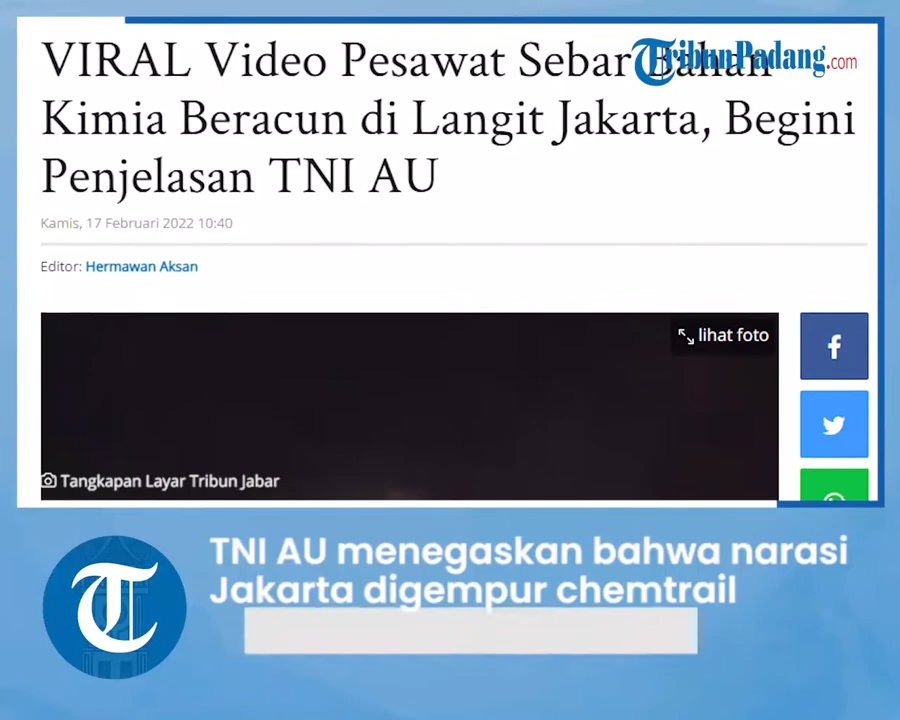 VIRAL Video Pesawat Sebar Bahan
TribunPadang.com
Kimia Beracun di Langit Jakarta, Begini
Penjelasan TNI AU
Kamis, 17 Februari 2022 10:40
Editor: Hermawan Aksan
lihat foto
Tangkapan Layar Tribun Jabar
TNI AU menegaskan bahwa narasi
Jakarta digempur chemtrail